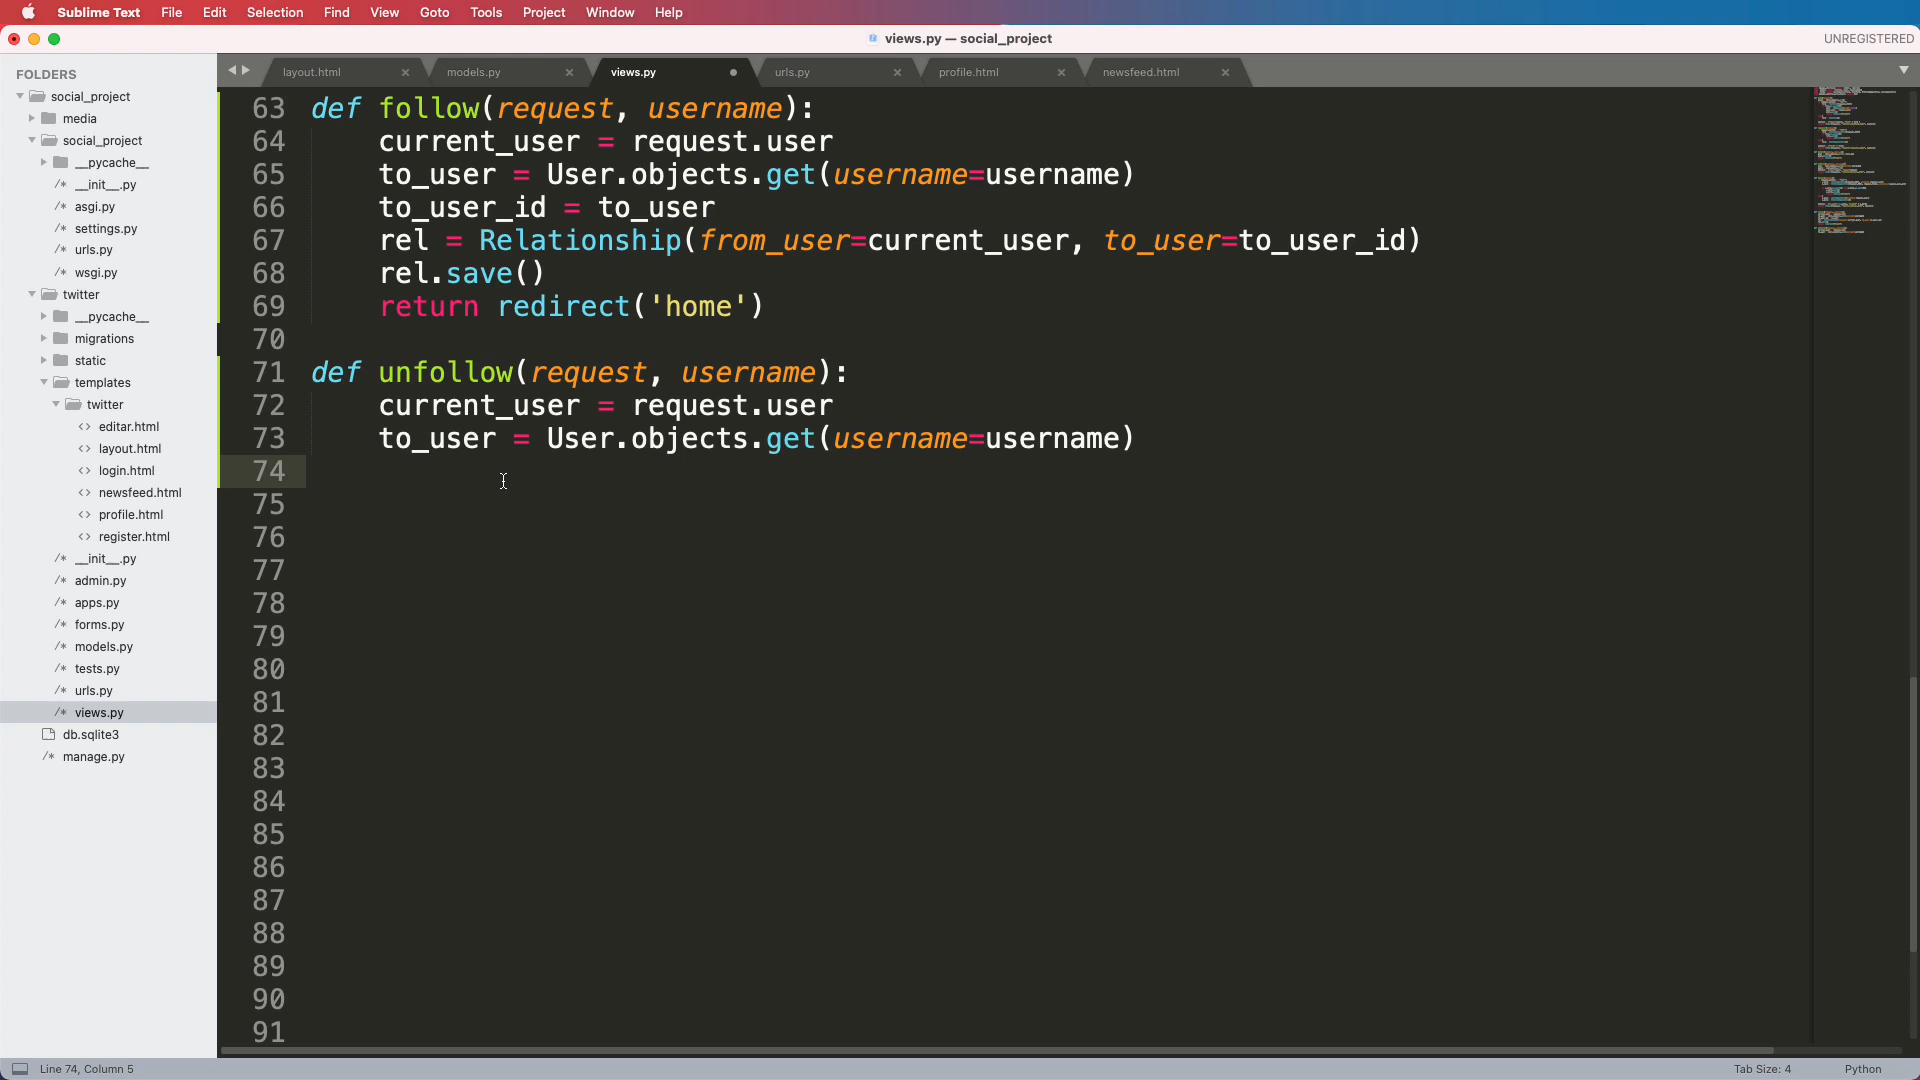 Sublime Text File Edit Selection Find View Goto Tools Project Window Help
views.py — social_project UNREGISTERED
FOLDERS
social_project
media
social_project
__pycache__
/* __init__.py
/* asgi.py
/* settings.py
/* urls.py
/* wsgi.py
twitter
__pycache__
migrations
static
templates
twitter
<> editar.html
<> layout.html
<> login.html
<> newsfeed.html
<> profile.html
<> register.html
/* __init__.py
/* admin.py
/* apps.py
/* forms.py
/* models.py
/* tests.py
/* urls.py
/* views.py
db.sqlite3
/* manage.py
layout.html models.py views.py urls.py profile.html newsfeed.html
63 def follow(request, username):
64 current_user = request.user
65 to_user = User.objects.get(username=username)
66 to_user_id = to_user
67 rel = Relationship(from_user=current_user, to_user=to_user_id)
68 rel.save()
69 return redirect('home')
70
71 def unfollow(request, username):
72 current_user = request.user
73 to_user = User.objects.get(username=username)
74
75
76
77
78
79
80
81
82
83
84
85
86
87
88
89
90
91
Line 74, Column 5 Tab Size: 4 Python